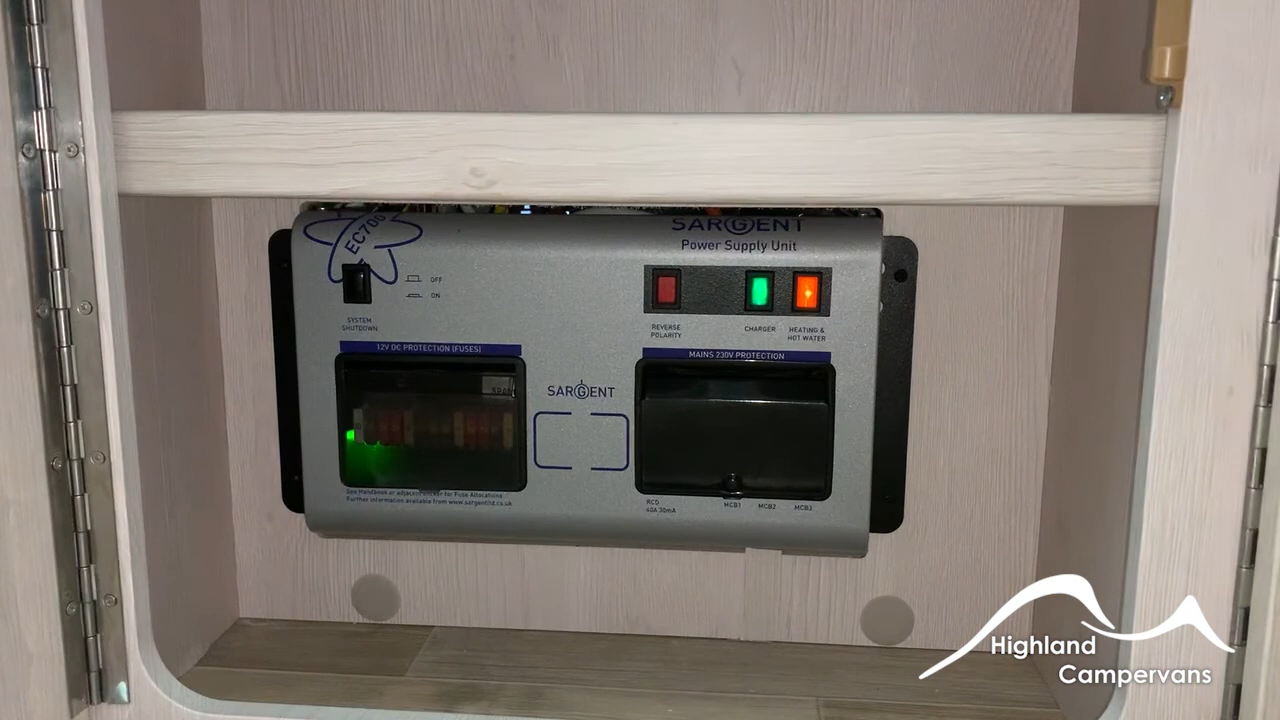 EC700
SARGENT
Power Supply Unit
OFF
ON
SYSTEM
SHUTDOWN
REVERSE
POLARITY
CHARGER
HEATING &
HOT WATER
12V DC PROTECTION (FUSES)
MAINS 230V PROTECTION
SARGENT
See Handbook or adjacent sticker for Fuse Allocations
Further information available from www.sargentltd.co.uk
RCD
40A 30mA
MCB1
MCB2
MCB3
Highland
Campervans